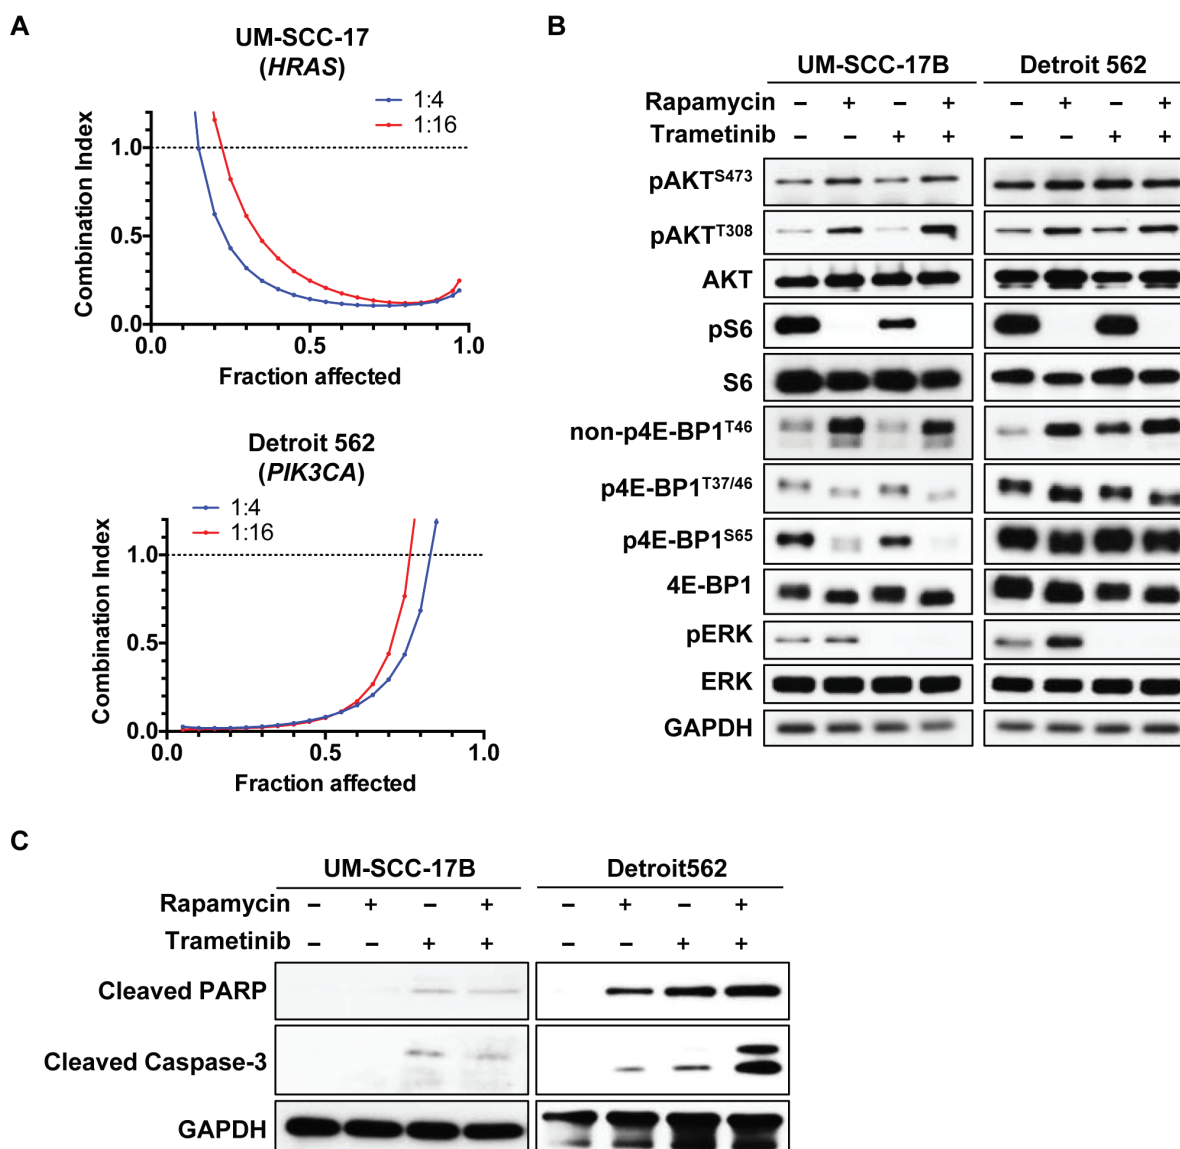 A
UM-SCC-17
(HRAS)
1:4
1:16
Combination Index
1.0
0.5
0.0
0.0 0.5 1.0
Fraction affected
Detroit 562
(PIK3CA)
1:4
1:16
Combination Index
1.0
0.5
0.0
0.0 0.5 1.0
Fraction affected
B
UM-SCC-17B Detroit 562
Rapamycin – + – + – + – +
Trametinib – – + + – – + +
pAKTS473
pAKTT308
AKT
pS6
S6
non-p4E-BP1T46
p4E-BP1T37/46
p4E-BP1S65
4E-BP1
pERK
ERK
GAPDH
C
UM-SCC-17B Detroit562
Rapamycin – + – + – + – +
Trametinib – – + + – – + +
Cleaved PARP
Cleaved Caspase-3
GAPDH